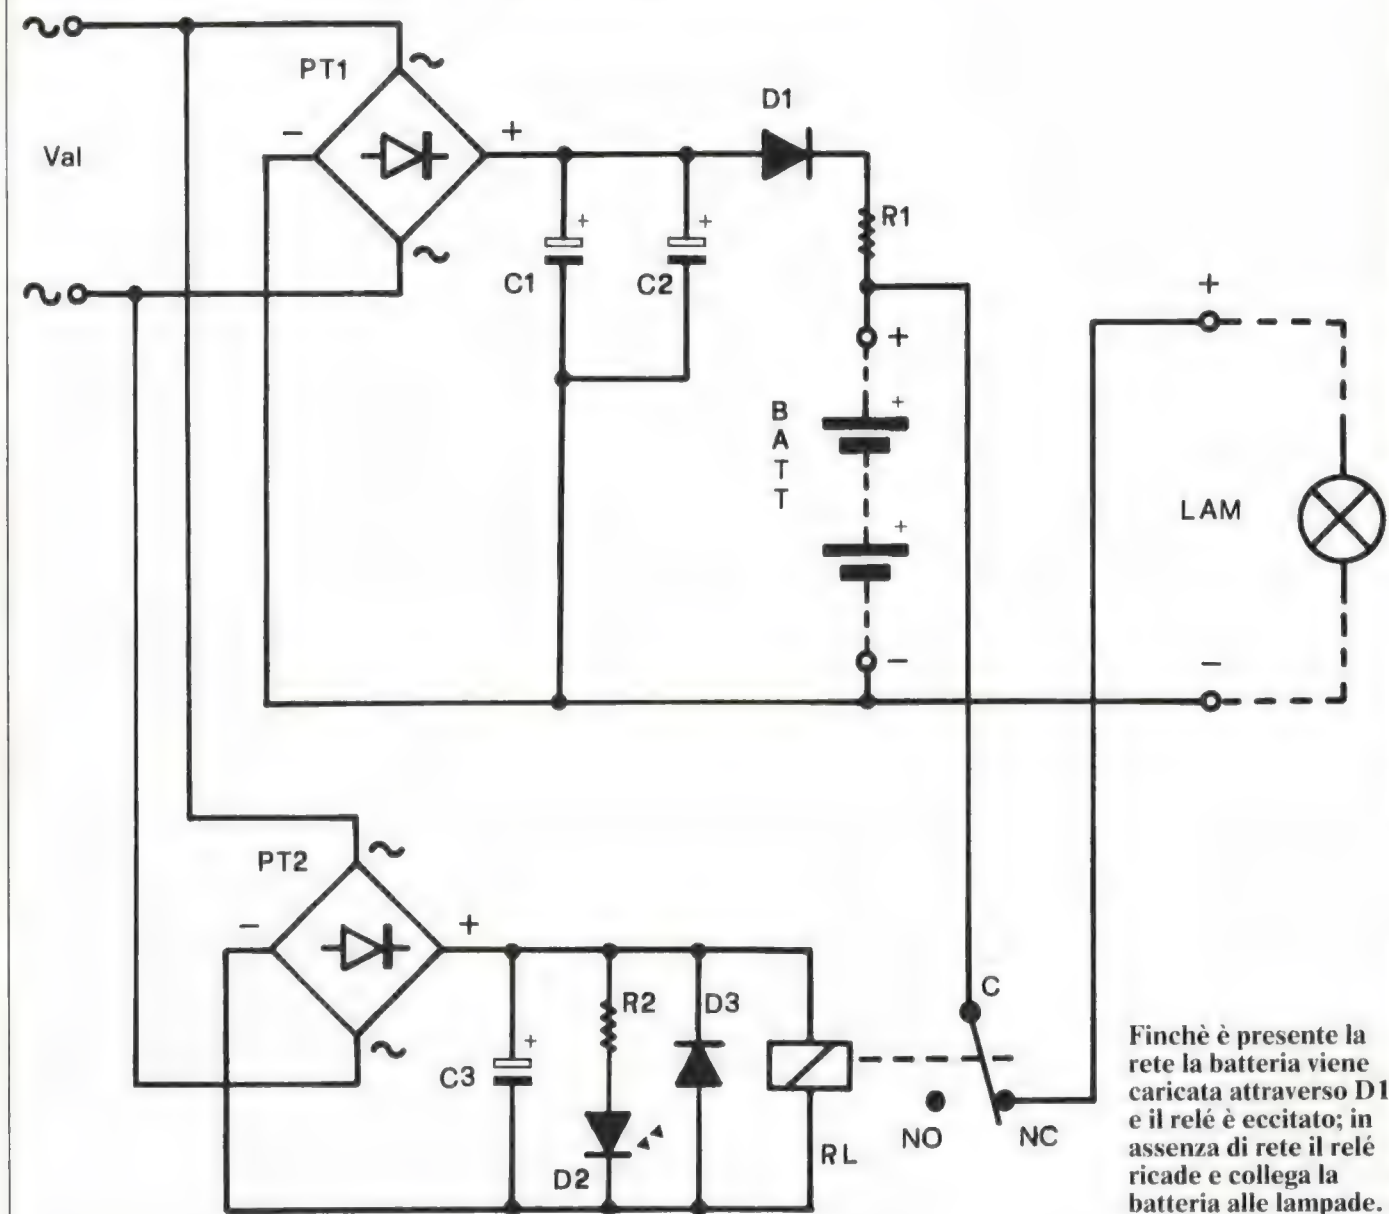 ∿
PT1
∿
D1
−
+
Val
R1
+
+
C1
C2
∿
∿
+
+
B
A
T
T
+
+
LAM
−
−
PT2
∿
−
+
R2
D3
C
+
C3
∿
NO
NC
RL
D2
Finchè è presente la
rete la batteria viene
caricata attraverso D1
e il relé è eccitato; in
assenza di rete il relé
ricade e collega la
batteria alle lampade.